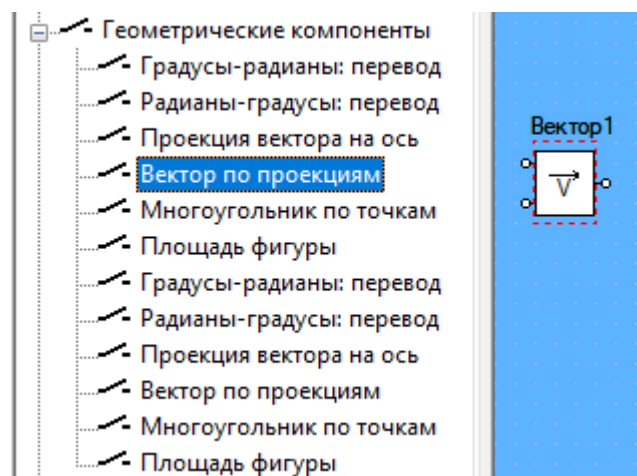 Геометрические компоненты
Градусы-радианы: перевод
Радианы-градусы: перевод
Проекция вектора на ось
Вектор по проекциям
Многоугольник по точкам
Площадь фигуры
Градусы-радианы: перевод
Радианы-градусы: перевод
Проекция вектора на ось
Вектор по проекциям
Многоугольник по точкам
Площадь фигуры
Вектор1
V